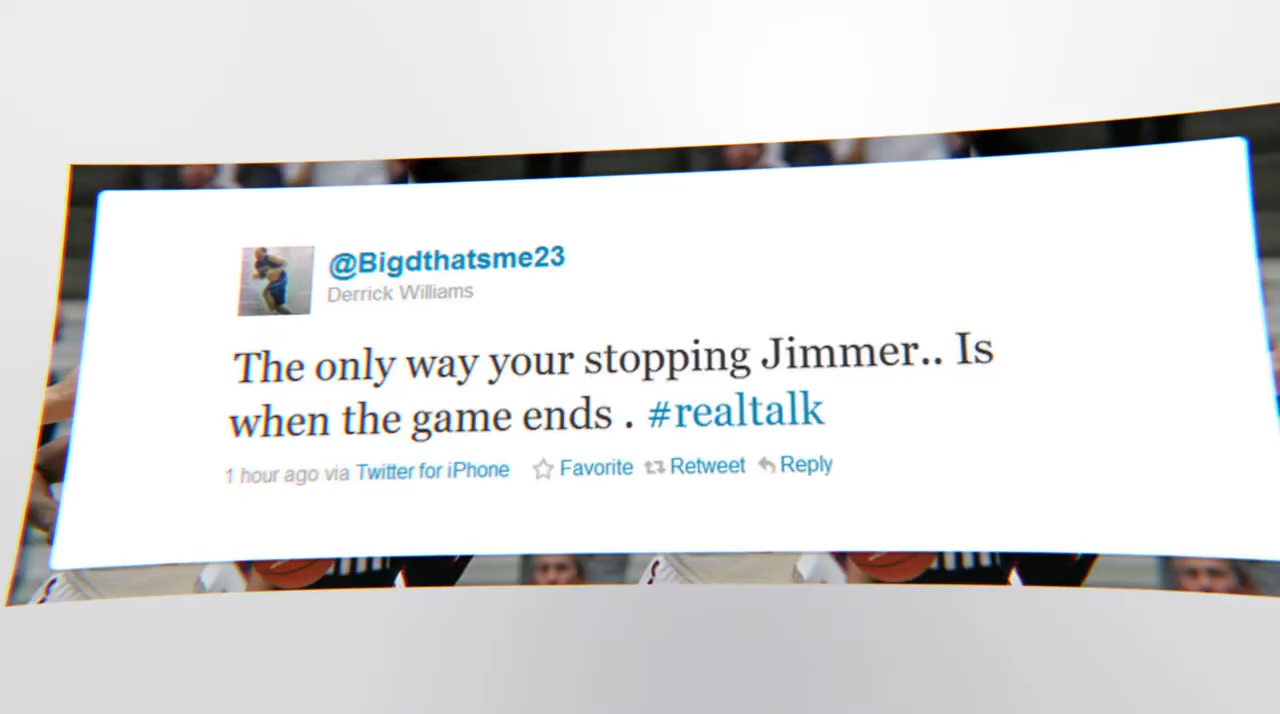 @Bigdthatsme23
Derrick Williams
The only way your stopping Jimmer.. Is
when the game ends . #realtalk
1 hour ago via Twitter for iPhone Favorite Retweet Reply